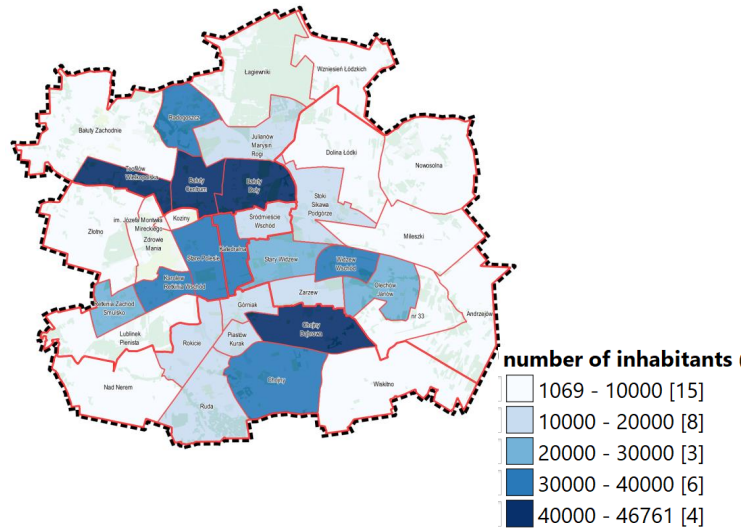 Łagiewniki
Wzniesień Łódzkich
Radogoszcz
Bałuty Zachodnie
Julianów
Marysin
Rogi
Dolina Łódki
Nowosolna
Teofilów
Wielkopolska
Bałuty
Centrum
Bałuty
Doły
Stoki
Sikawa
Podgórze
im. Józefa Montwiłła
Mireckiego
Koziny
Śródmieście
Wschód
Złotno
Zdrowie
Mania
Mileszki
Stare Polesie
Katedralna
Stary Widzew
Widzew
Wschód
Karolew
Retkinia Wschód
Olechów
Janów
Retkinia Zachód
Smulsko
Zarzew
Górniak
nr 33
Andrzejów
Lublinek
Pienista
Rokicie
Piastów
Kurak
Chojny
Dąbrowa
Nad Nerem
Chojny
Wiskitno
Ruda
number of inhabitants (
1069 - 10000 [15]
10000 - 20000 [8]
20000 - 30000 [3]
30000 - 40000 [6]
40000 - 46761 [4]